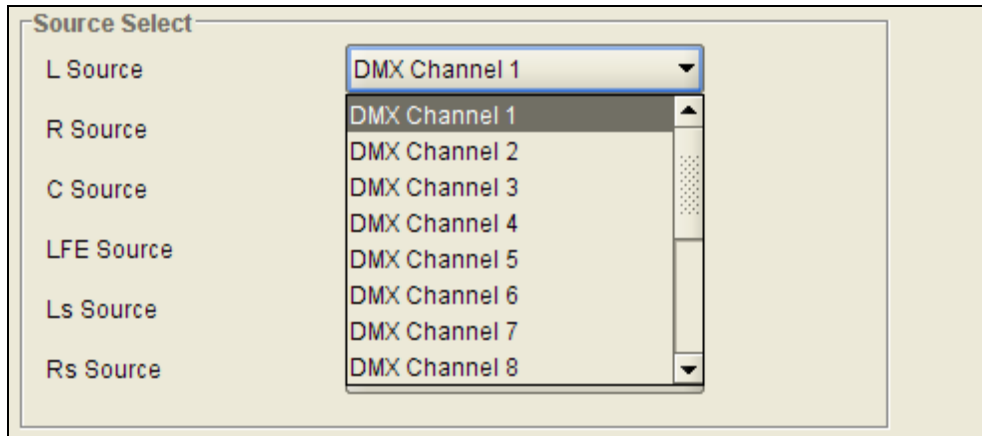 Source Select
L Source
DMX Channel 1
DMX Channel 1
R Source
DMX Channel 2
C Source
DMX Channel 3
DMX Channel 4
LFE Source
DMX Channel 5
DMX Channel 6
Ls Source
DMX Channel 7
Rs Source
DMX Channel 8